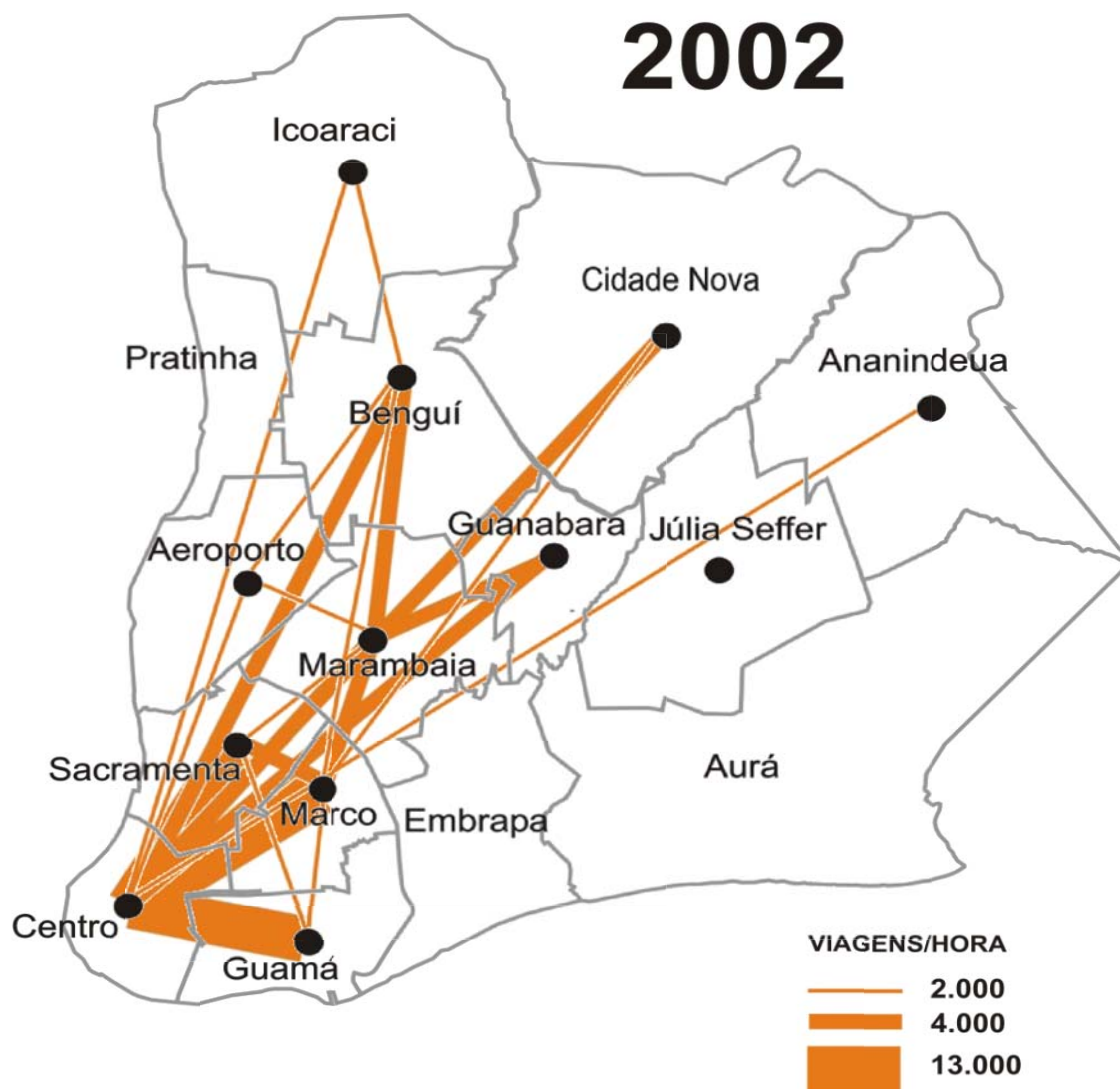 2002
Icoaraci
Cidade Nova
Pratinha
Ananindeua
Benguí
Guanabara
Júlia Seffer
Aeroporto
Marambaia
Sacramenta
Aurá
Marco
Embrapa
Centro
Guamá
VIAGENS/HORA
2.000
4.000
13.000